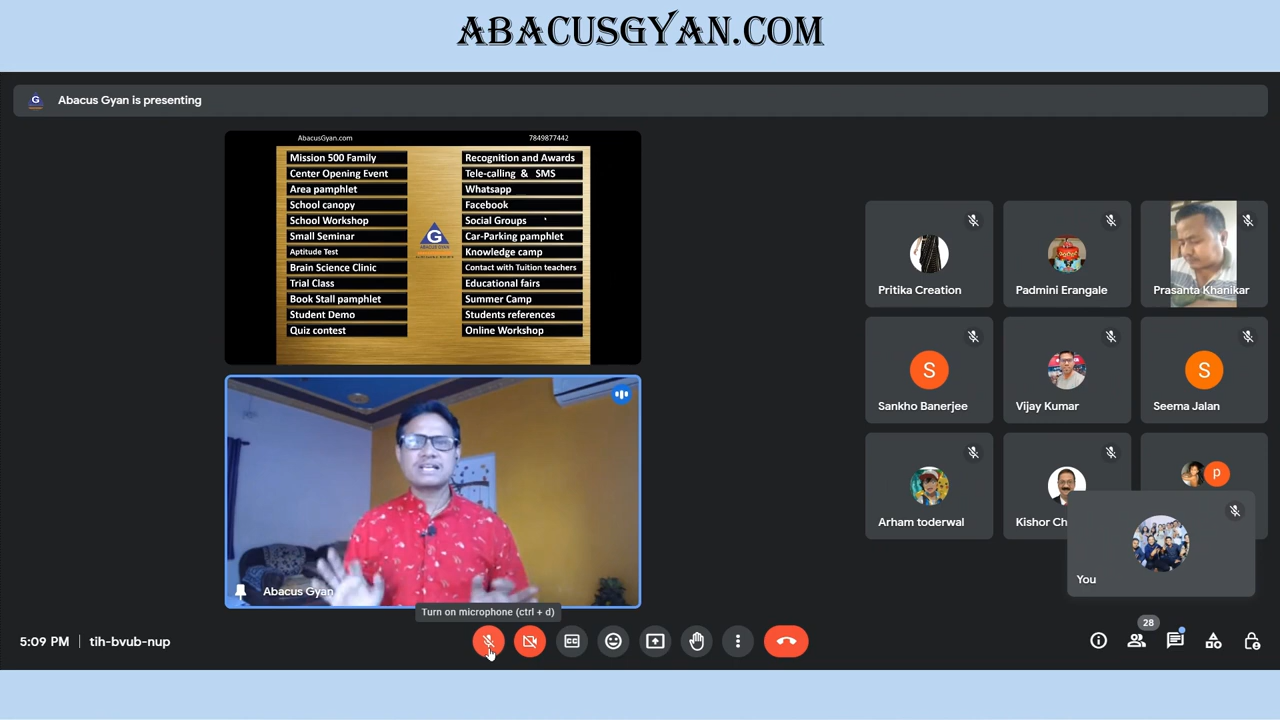 ABACUSGYAN.COM
G
Abacus Gyan is presenting
AbacusGyan.com
7849877442
Mission 500 Family
Center Opening Event
Area pamphlet
School canopy
School Workshop
Small Seminar
Aptitude Test
Brain Science Clinic
Trial Class
Book Stall pamphlet
Student Demo
Quiz contest
G
ABACUS GYAN
Recognition and Awards
Tele-calling & SMS
Whatsapp
Facebook
Social Groups
Car-Parking pamphlet
Knowledge camp
Contact with Tuition teachers
Educational fairs
Summer Camp
Students references
Online Workshop
Abacus Gyan
Pritika Creation
Padmini Erangale
Prasanta Khanikar
S
Sankho Banerjee
Vijay Kumar
S
Seema Jalan
Arham toderwal
Kishor Ch
P
You
Turn on microphone (ctrl + d)
5:09 PM | tih-bvub-nup
CC
28